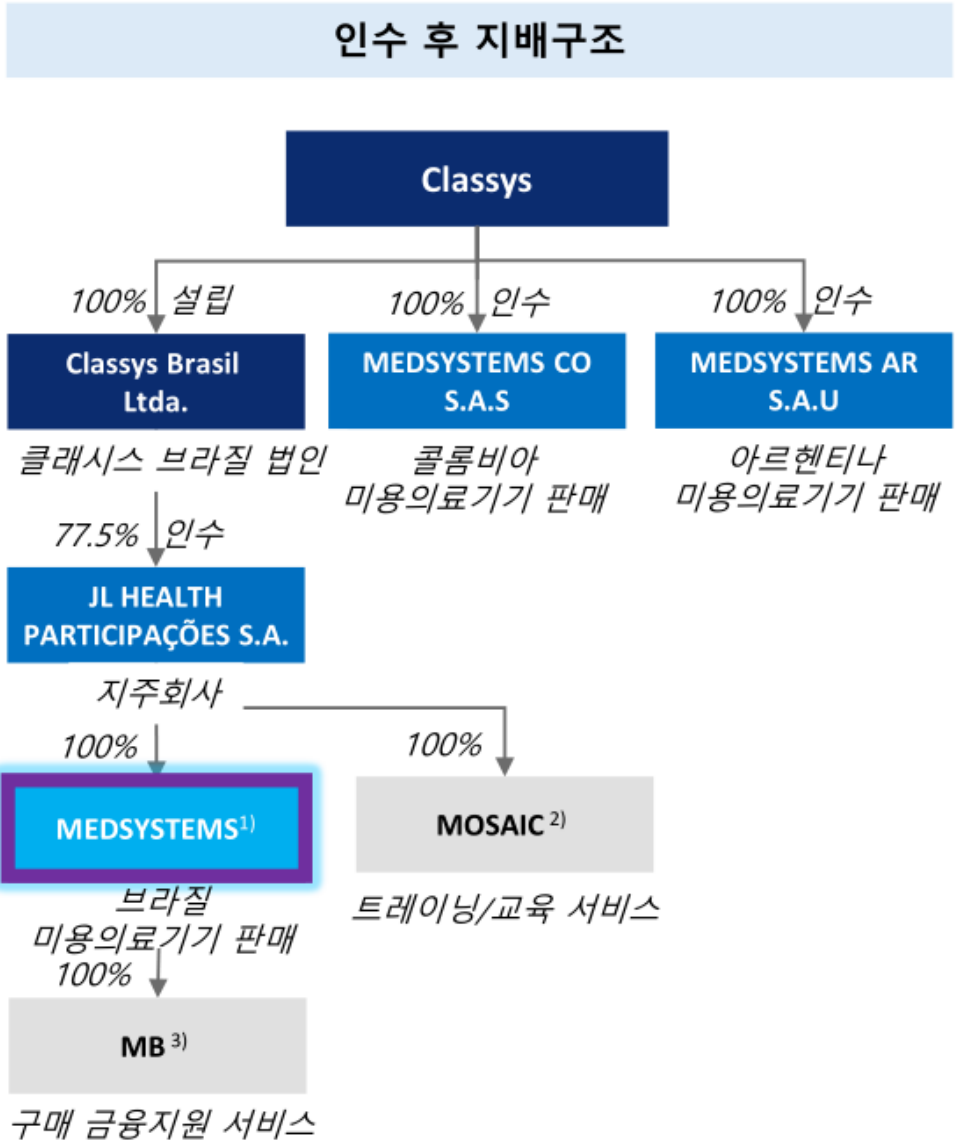 인수 후 지배구조
Classys
100% 설립
100% 인수
100% 인수
Classys Brasil
Ltda.
클래시스 브라질 법인
MEDSYSTEMS CO
S.A.S
콜롬비아
미용의료기기 판매
MEDSYSTEMS AR
S.A.U
아르헨티나
미용의료기기 판매
77.5% 인수
JL HEALTH
PARTICIPAÇÕES S.A.
지주회사
100%
100%
MEDSYSTEMS1)
브라질
미용의료기기 판매
MOSAIC 2)
트레이닝/교육 서비스
100%
MB 3)
구매 금융지원 서비스